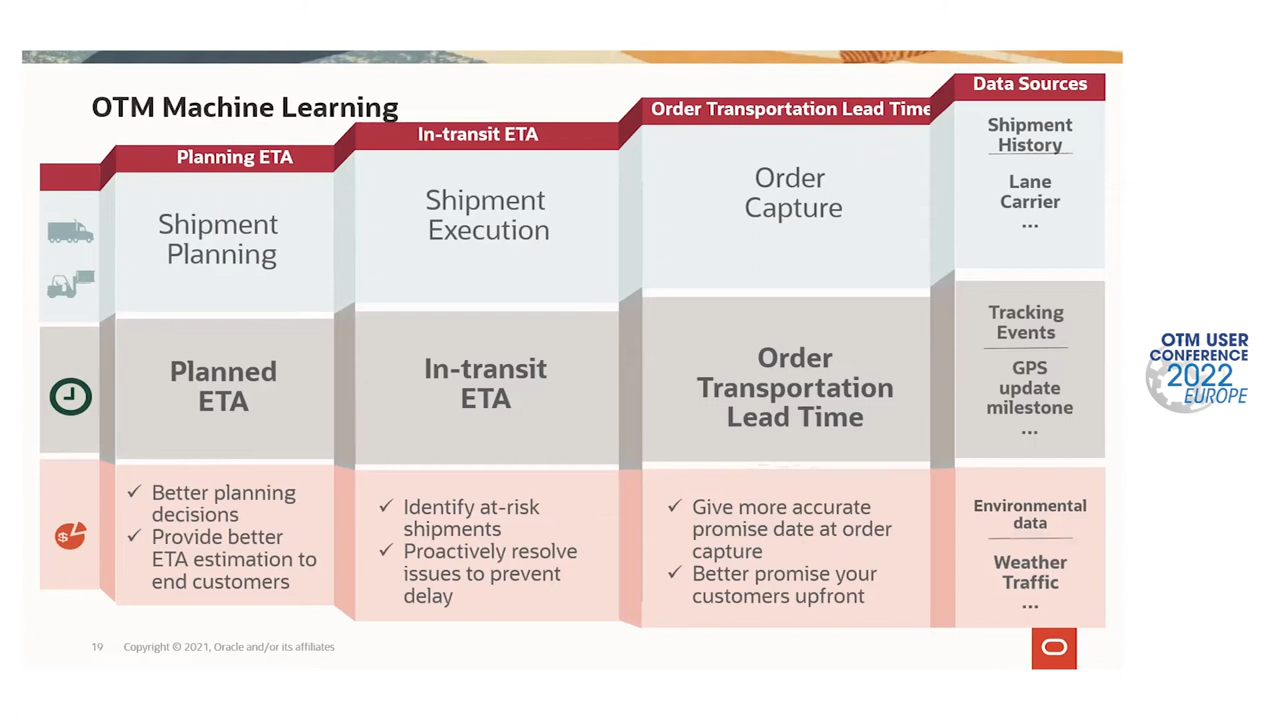 OTM Machine Learning
Planning ETA
Shipment
Planning
Planned
ETA
✓ Better planning
decisions
✓ Provide better
ETA estimation to
end customers
In-transit ETA
Shipment
Execution
In-transit
ETA
✓ Identify at-risk
shipments
✓ Proactively resolve
issues to prevent
delay
Order Transportation Lead Time
Order
Capture
Order
Transportation
Lead Time
✓ Give more accurate
promise date at order
capture
✓ Better promise your
customers upfront
Data Sources
Shipment
History
Lane
Carrier
...
Tracking
Events
GPS
update
milestone
...
Environmental
data
Weather
Traffic
...
$
19 Copyright © 2021, Oracle and/or its affiliates
OTM USER
CONFERENCE
2022
EUROPE